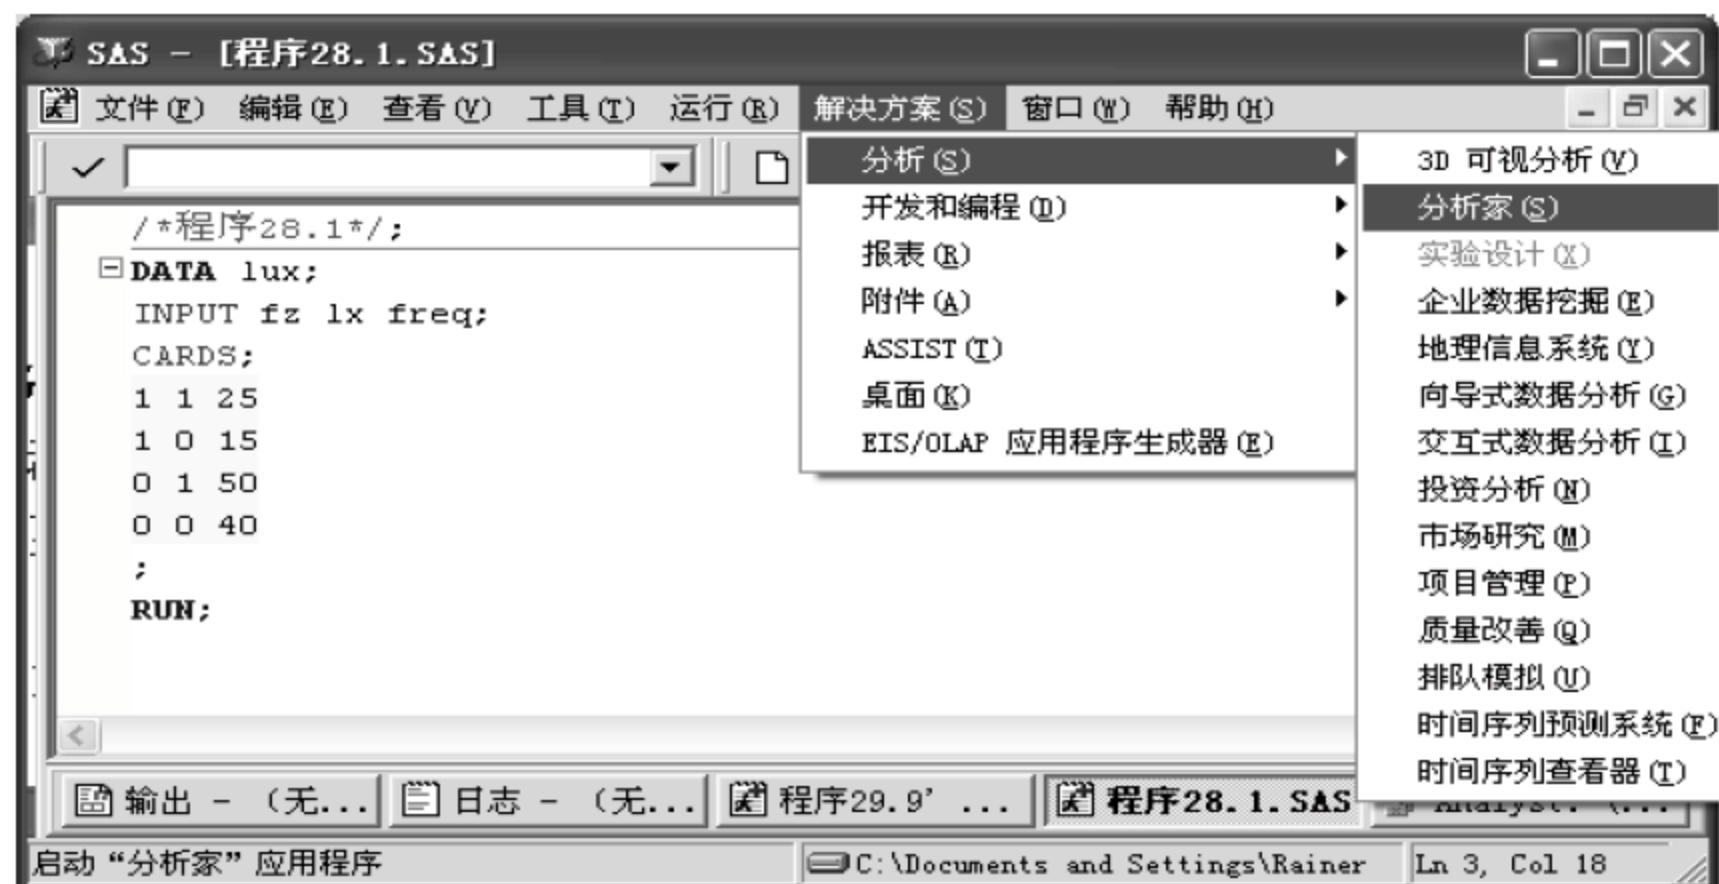 SAS - [程序28.1.SAS]
文件(F) 编辑(E) 查看(V) 工具(T) 运行(R) 解决方案(S) 窗口(W) 帮助(H)
分析(S)
开发和编程(D)
报表(R)
附件(A)
ASSIST(T)
桌面(K)
EIS/OLAP 应用程序生成器(E)
3D 可视分析(V)
分析家(S)
实验设计(X)
企业数据挖掘(E)
地理信息系统(Y)
向导式数据分析(G)
交互式数据分析(I)
投资分析(N)
市场研究(M)
项目管理(P)
质量改善(Q)
排队模拟(U)
时间序列预测系统(F)
时间序列查看器(T)
/*程序28.1*/;
DATA lux;
INPUT fz lx freq;
CARDS;
1 1 25
1 0 15
0 1 50
0 0 40
;
RUN;
输出 - (无... 日志 - (无... 程序29.9' ... 程序28.1.SAS Analyst: (...
启动“分析家”应用程序 C:\Documents and Settings\Rainer Ln 3, Col 18